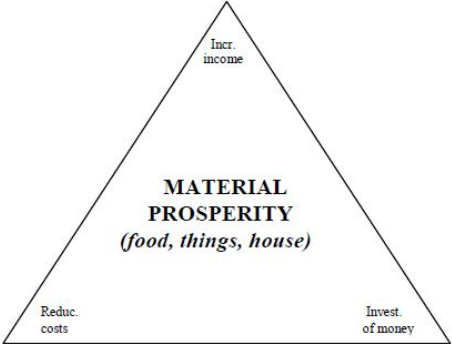 Incr.
income
MATERIAL
PROSPERITY
(food, things, house)
Reduc.
costs
Invest.
of money